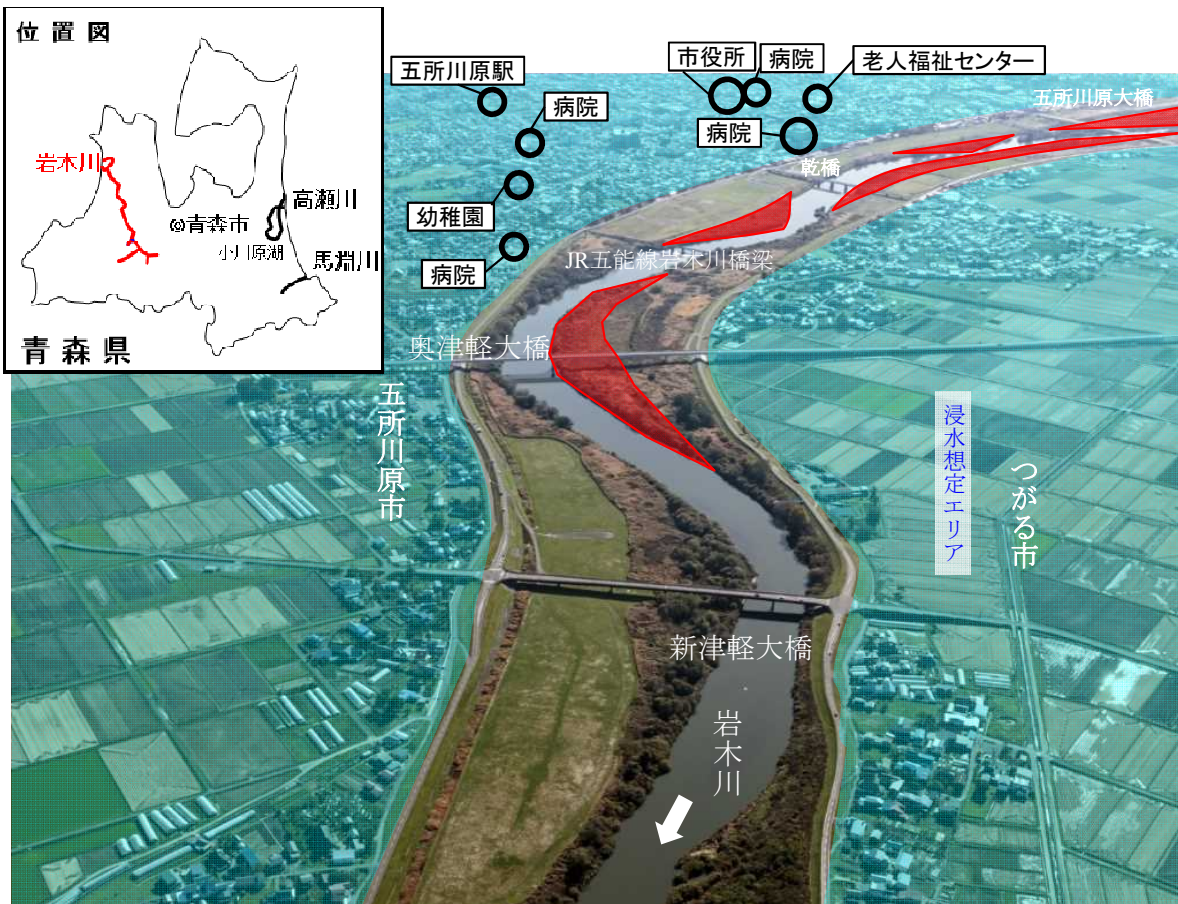 位置図
岩木川
◎青森市
高瀬川
小川原湖
馬淵川
青森県
五所川原駅
病院
幼稚園
病院
市役所
病院
老人福祉センター
病院
五所川原大橋
乾橋
JR五能線岩木川橋梁
奥津軽大橋
五所川原市
浸水想定エリア
つがる市
新津軽大橋
岩木川